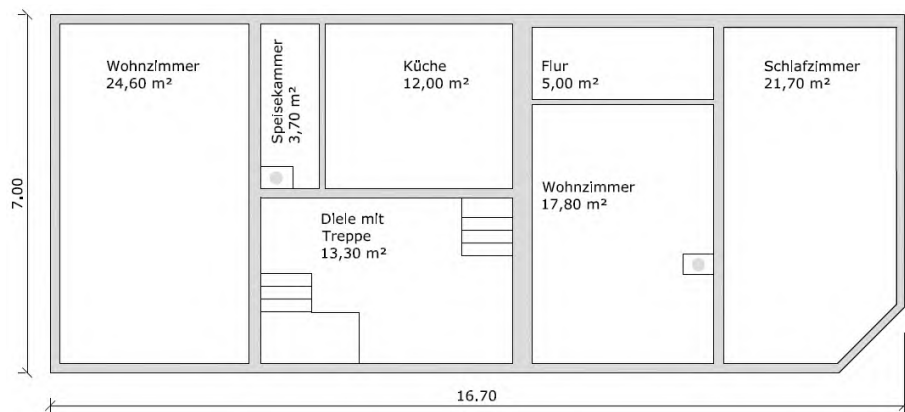 Wohnzimmer
24,60 m²
Speisekammer
3,70 m²
Küche
12,00 m²
Flur
5,00 m²
Schlafzimmer
21,70 m²
7.00
Wohnzimmer
17,80 m²
Diele mit
Treppe
13,30 m²
16.70